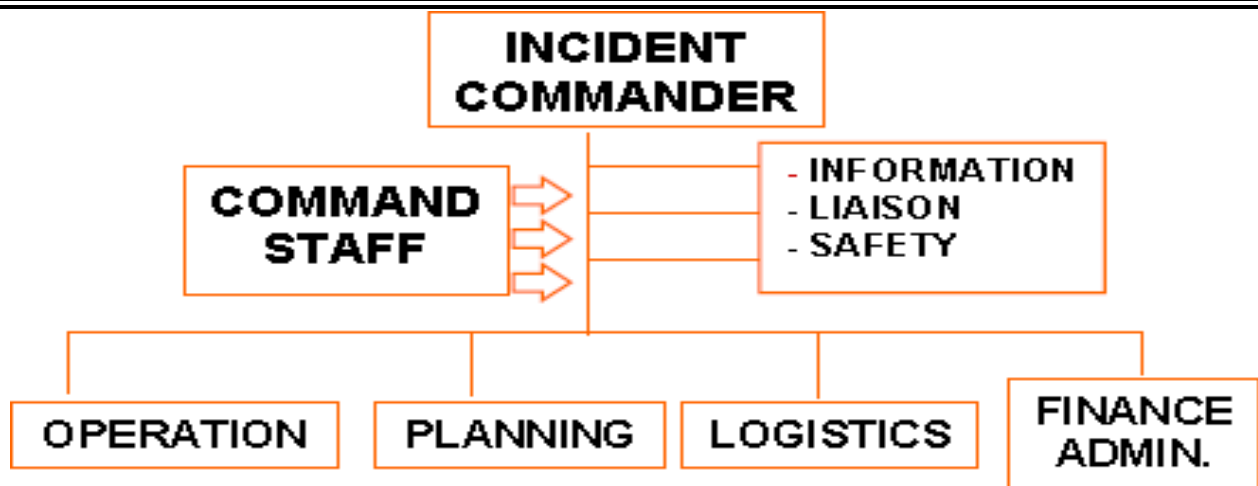 INCIDENT
COMMANDER
COMMAND
STAFF
- INFORMATION
- LIAISON
- SAFETY
OPERATION
PLANNING
LOGISTICS
FINANCE
ADMIN.